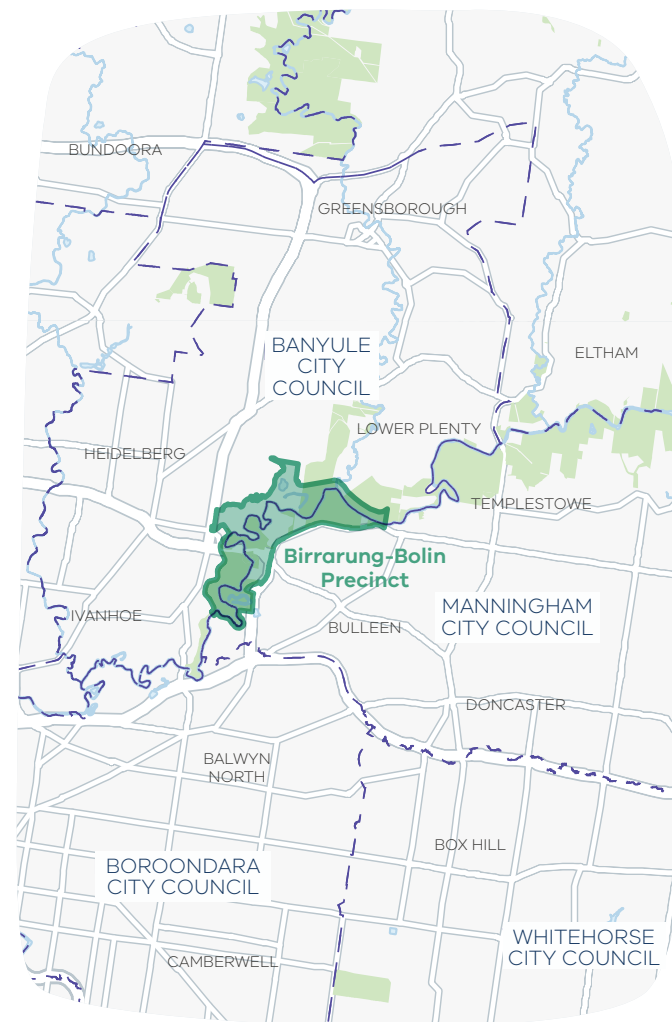 BUNDOORA
GREENSBOROUGH
BANYULE
CITY
COUNCIL
ELTHAM
LOWER PLENTY
HEIDELBERG
TEMPLESTOWE
Birrarung-Bolin
Precinct
IVANHOE
MANNINGHAM
CITY COUNCIL
BULLEEN
DONCASTER
BALWYN
NORTH
BOX HILL
BOROONDARA
CITY COUNCIL
WHITEHORSE
CITY COUNCIL
CAMBERWELL